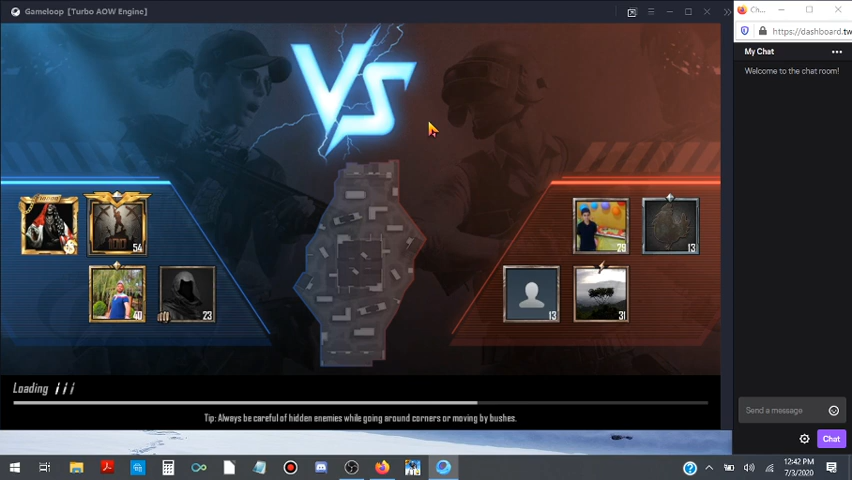 Gameloop [Turbo AOW Engine]
Ch...
https://dashboard.tw
My Chat
Welcome to the chat room!
VS
54
40
23
29
13
13
31
Loading
Tip: Always be careful of hidden enemies while going around corners or moving by bushes.
Send a message
Chat
12:42 PM
7/3/2020